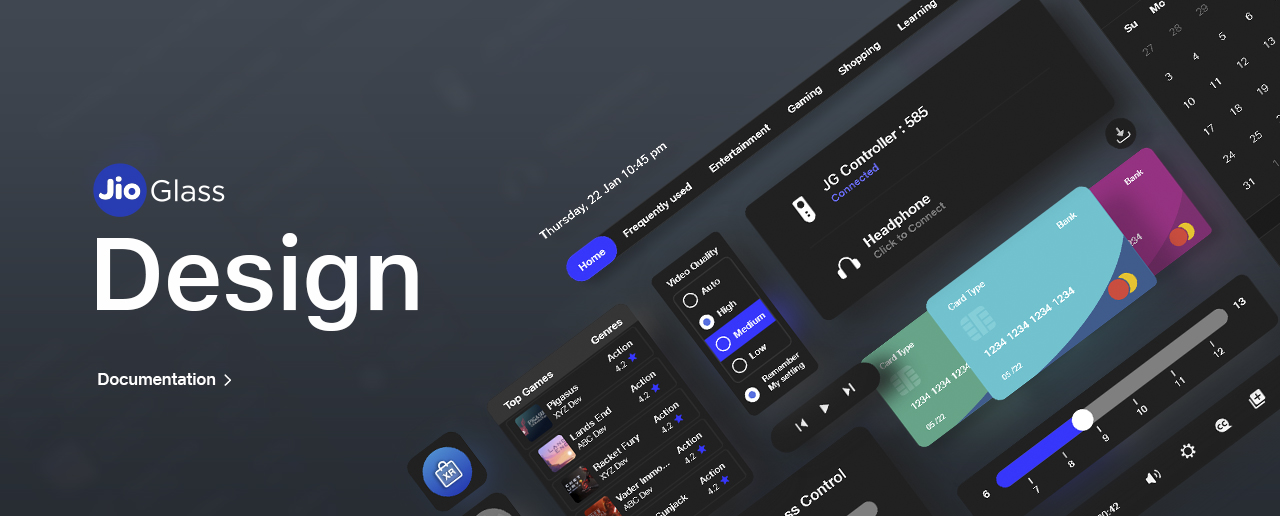 Jio Glass
Design
Documentation
Thursday, 22 Jan 10:45 pm
Home
Frequently used
Entertainment
Gaming
Shopping
Learning
JG Controller : 585
Connected
Headphone
Click to Connect
Video Quality
Auto
High
Medium
Low
Remember
My setting
Top Games
Genres
Pigasus
XYZ Dev
Action
4.2
Lands End
ABC Dev
Action
4.2
Racket Fury
XYZ Dev
Action
4.2
Vader Immo...
ABC Dev
Action
4.2
Gunjack
Action
4.2
XR
Card Type
1234 1234 1234
05 /22
Card Type
Bank
1234 1234 1234 1234
05 /22
Bank
Su Mo
27 28 29
3 4 5 6
10 11 12 13
17 18 19
24 25
31
6 7 8 9 10 11 12 13
Control
CC